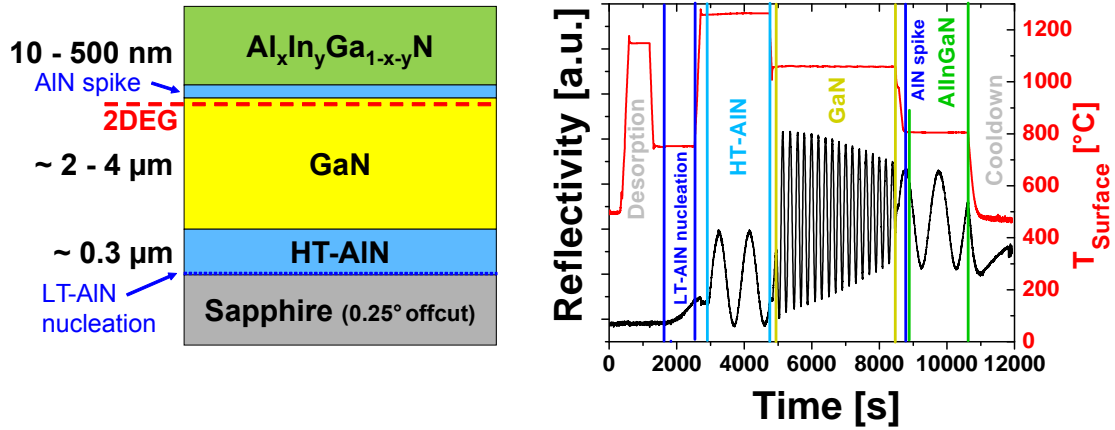 10 - 500 nm
AlxInyGa1-x-yN
AlN spike
2DEG
~ 2 - 4 µm
GaN
~ 0.3 µm
HT-AlN
LT-AlN
nucleation
Sapphire (0.25° offcut)
Reflectivity [a.u.]
Desorption
LT-AlN nucleation
HT-AlN
GaN
AlN spike
AlInGaN
Cooldown
1200
1000
800
600
400
200
0
TSurface [°C]
0 2000 4000 6000 8000 10000 12000
Time [s]